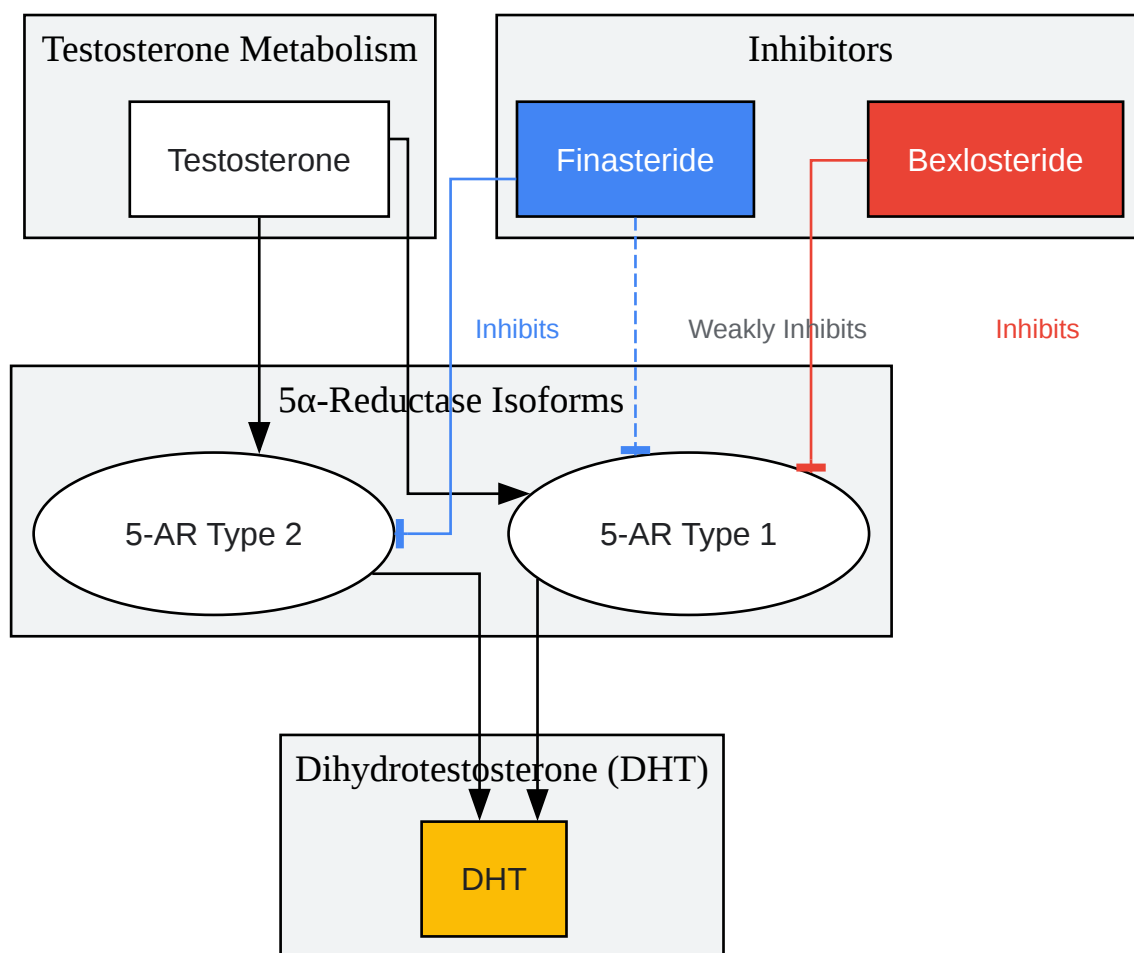 Testosterone Metabolism
Inhibitors
Testosterone
Finasteride
Bexlosteride
Inhibits
Weakly Inhibits
Inhibits
5α-Reductase Isoforms
5-AR Type 2
5-AR Type 1
Dihydrotestosterone (DHT)
DHT